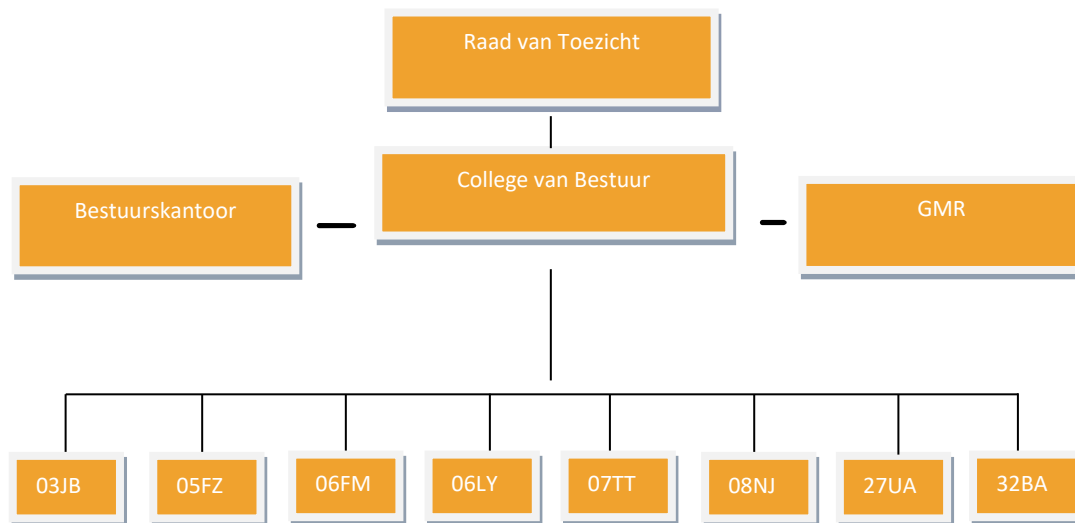 Raad van Toezicht
College van Bestuur
Bestuurskantoor
GMR
03JB
05FZ
06FM
06LY
07TT
08NJ
27UA
32BA